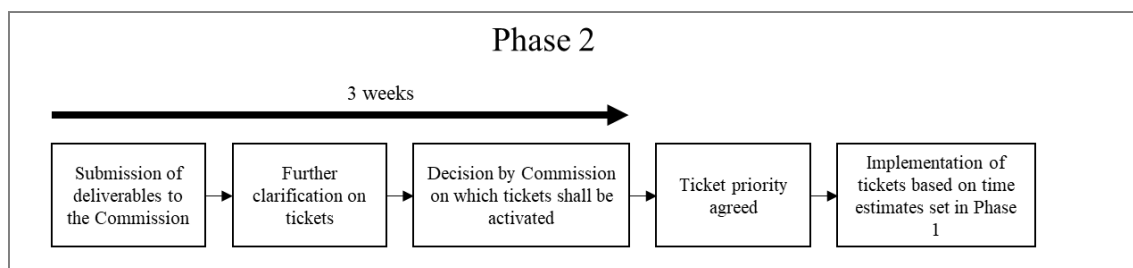 Phase 2
3 weeks
Submission of
deliverables to
the Commission
Further
clarification on
tickets
Decision by Commission
on which tickets shall be
activated
Ticket priority
agreed
Implementation of
tickets based on time
estimates set in Phase
1